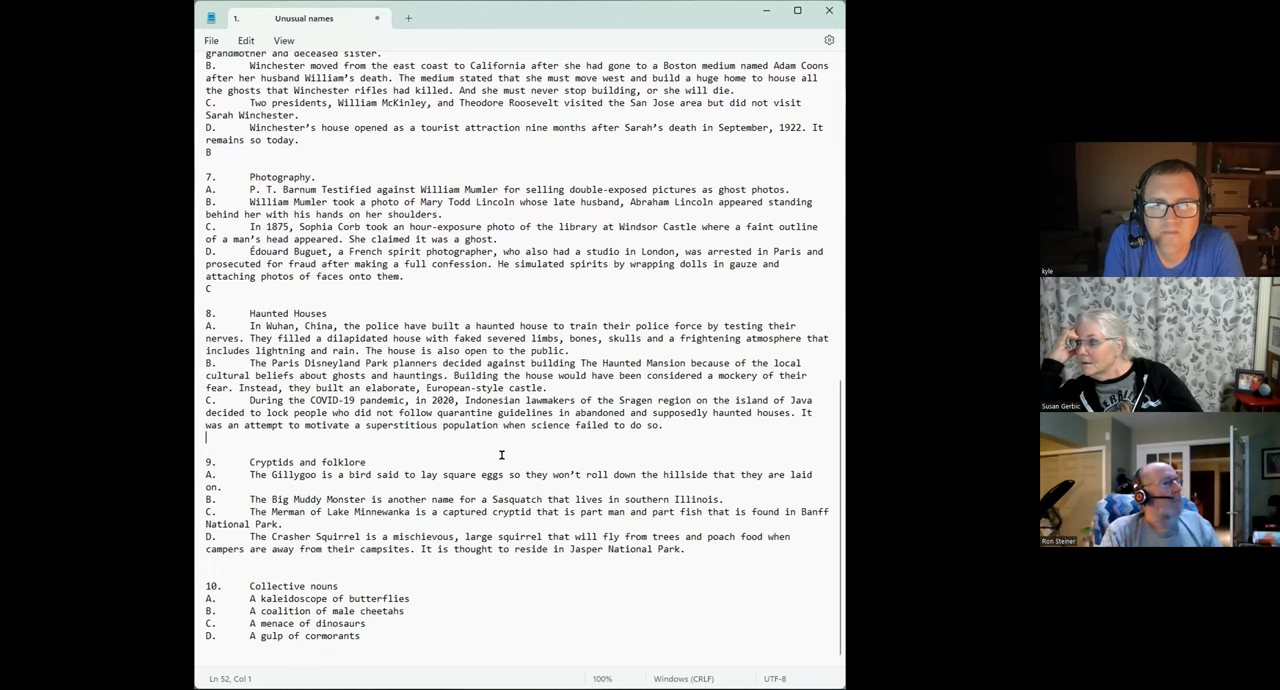 1. Unusual names
File Edit View
grandmother and deceased sister.
B. Winchester moved from the east coast to California after she had gone to a Boston medium named Adam Coons
after her husband William’s death. The medium stated that she must move west and build a huge home to house all
the ghosts that Winchester rifles had killed. And she must never stop building, or she will die.
C. Two presidents, William McKinley, and Theodore Roosevelt visited the San Jose area but did not visit
Sarah Winchester.
D. Winchester’s house opened as a tourist attraction nine months after Sarah’s death in September, 1922. It
remains so today.
B
7. Photography.
A. P. T. Barnum Testified against William Mumler for selling double-exposed pictures as ghost photos.
B. William Mumler took a photo of Mary Todd Lincoln whose late husband, Abraham Lincoln appeared standing
behind her with his hands on her shoulders.
C. In 1875, Sophia Corb took an hour-exposure photo of the library at Windsor Castle where a faint outline
of a man’s head appeared. She claimed it was a ghost.
D. Édouard Buguet, a French spirit photographer, who also had a studio in London, was arrested in Paris and
prosecuted for fraud after making a full confession. He simulated spirits by wrapping dolls in gauze and
attaching photos of faces onto them.
C
8. Haunted Houses
A. In Wuhan, China, the police have built a haunted house to train their police force by testing their
nerves. They filled a dilapidated house with faked severed limbs, bones, skulls and a frightening atmosphere that
includes lightning and rain. The house is also open to the public.
B. The Paris Disneyland Park planners decided against building The Haunted Mansion because of the local
cultural beliefs about ghosts and hauntings. Building the house would have been considered a mockery of their
fear. Instead, they built an elaborate, European-style castle.
C. During the COVID-19 pandemic, in 2020, Indonesian lawmakers of the Sragen region on the island of Java
decided to lock people who did not follow quarantine guidelines in abandoned and supposedly haunted houses. It
was an attempt to motivate a superstitious population when science failed to do so.
9. Cryptids and folklore
A. The Gillygoo is a bird said to lay square eggs so they won’t roll down the hillside that they are laid
on.
B. The Big Muddy Monster is another name for a Sasquatch that lives in southern Illinois.
C. The Merman of Lake Minnewanka is a captured cryptid that is part man and part fish that is found in Banff
National Park.
D. The Crasher Squirrel is a mischievous, large squirrel that will fly from trees and poach food when
campers are away from their campsites. It is thought to reside in Jasper National Park.
10. Collective nouns
A. A kaleidoscope of butterflies
B. A coalition of male cheetahs
C. A menace of dinosaurs
D. A gulp of cormorants
Ln 52, Col 1 100% Windows (CRLF) UTF-8
kyle
Susan Gerbic
Ron Steiner